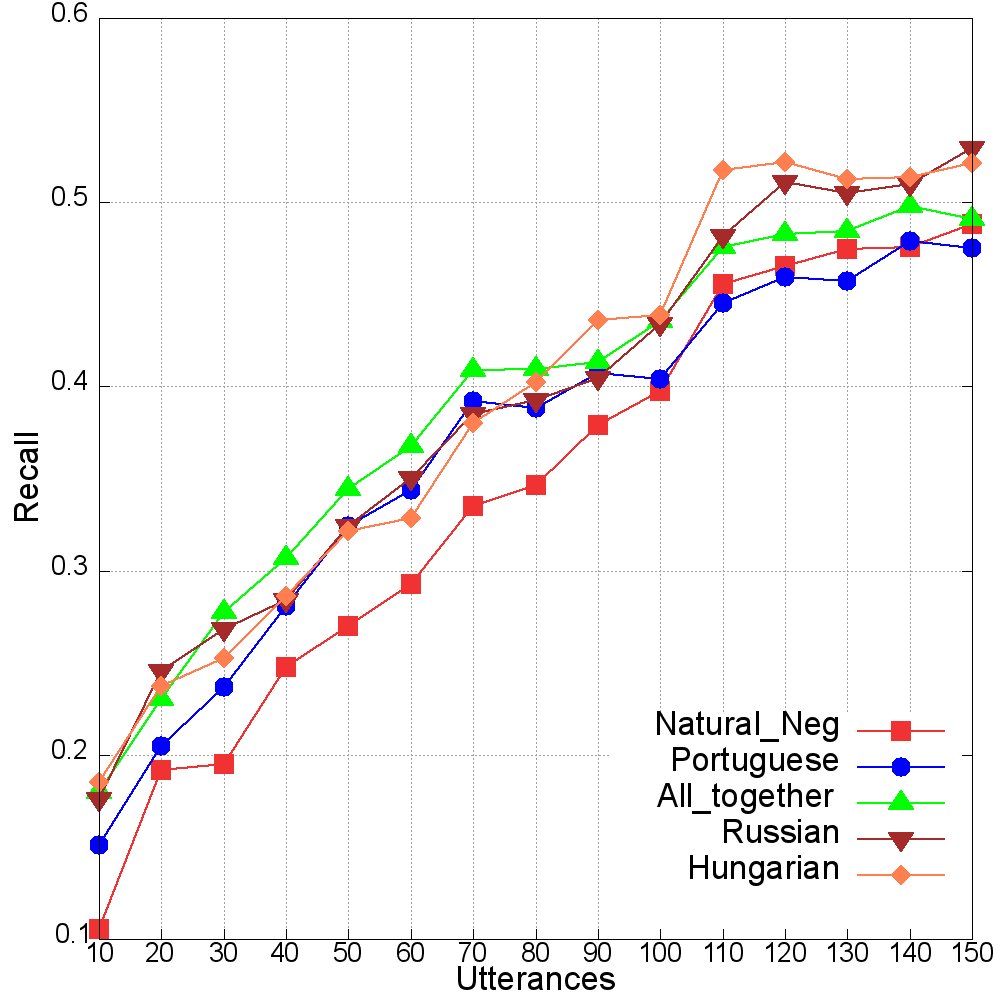 0.6
0.5
0.4
0.3
0.2
0.1
Recall
Natural_Neg
Portuguese
All_together
Russian
Hungarian
10 20 30 40 50 60 70 80 90 100 110 120 130 140 150
Utterances